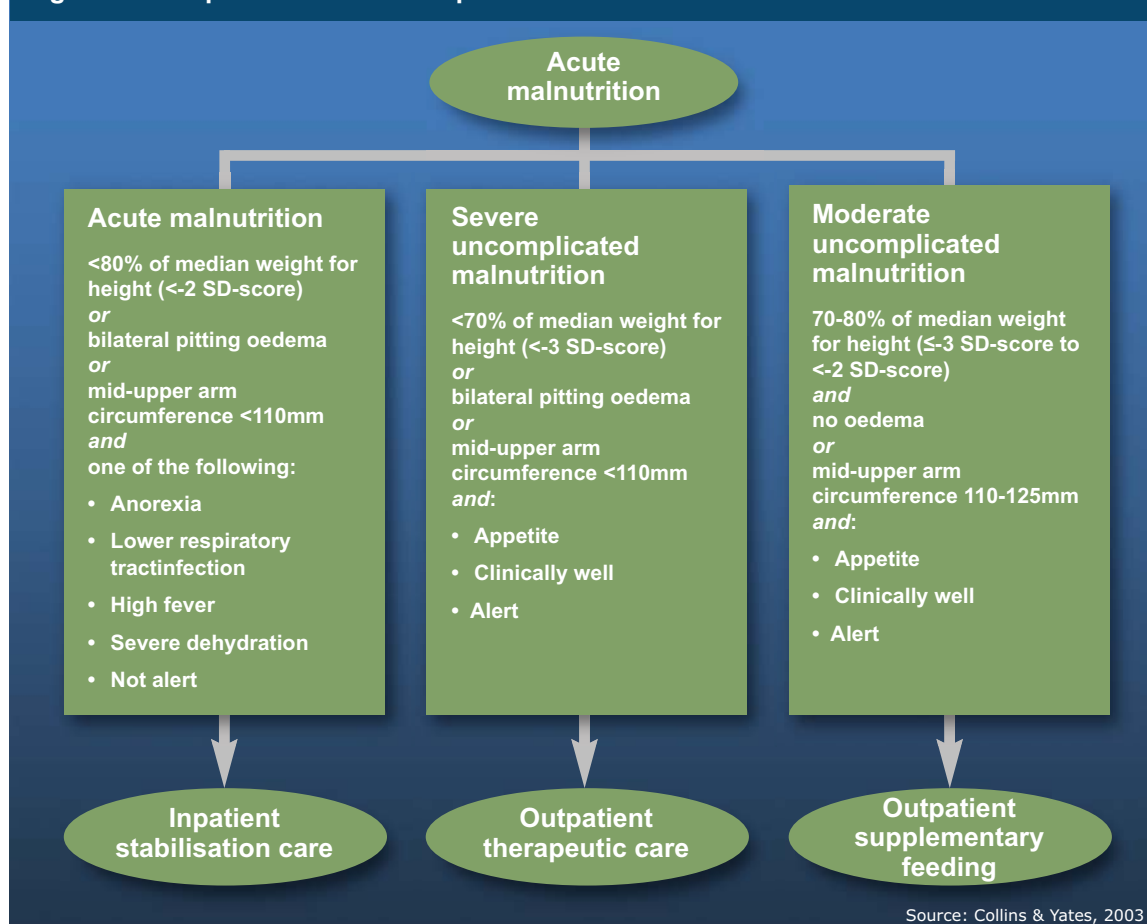 Acute
malnutrition
Acute malnutrition
<80% of median weight for
height (<-2 SD-score)
or
bilateral pitting oedema
or
mid-upper arm
circumference <110mm
and
one of the following:
• Anorexia
• Lower respiratory
tractinfection
• High fever
• Severe dehydration
• Not alert
Severe
uncomplicated
malnutrition
<70% of median weight for
height (<-3 SD-score)
or
bilateral pitting oedema
or
mid-upper arm
circumference <110mm
and:
• Appetite
• Clinically well
• Alert
Moderate
uncomplicated
malnutrition
70-80% of median weight
for height (≤-3 SD-score to
<-2 SD-score)
and
no oedema
or
mid-upper arm
circumference 110-125mm
and:
• Appetite
• Clinically well
• Alert
Inpatient
stabilisation care
Outpatient
therapeutic care
Outpatient
supplementary
feeding
Source: Collins & Yates, 2003